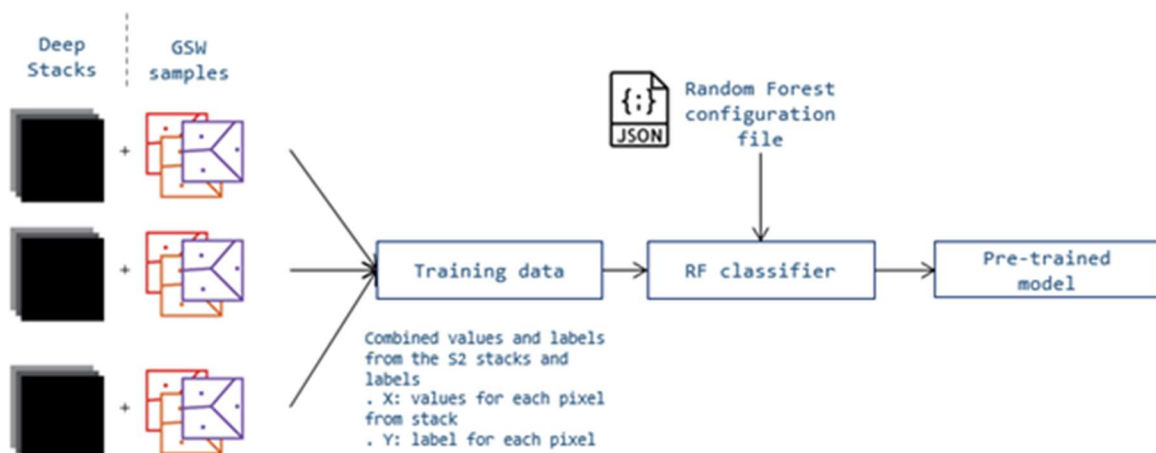 Deep
Stacks
GSW
samples
+
+
+
{;}
JSON
Random Forest
configuration
file
Training data
RF classifier
Pre-trained
model
Combined values and labels
from the S2 stacks and
labels
. X: values for each pixel
from stack
. Y: label for each pixel